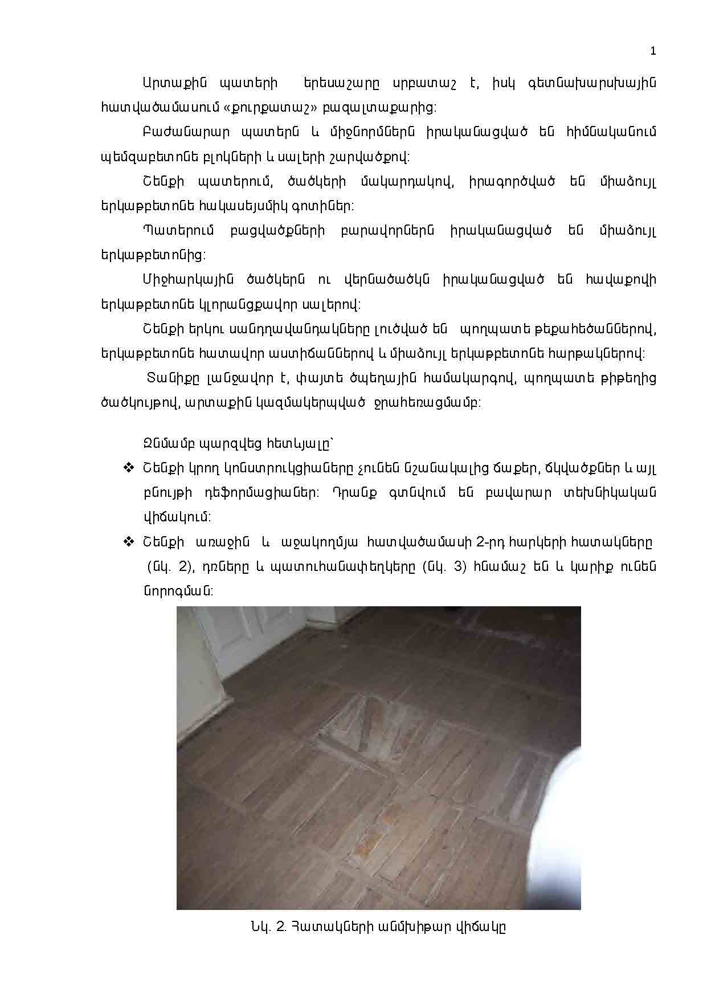 1
Արտաքին պատերի երեսաշարը սրբատաշ է, իսկ գետնախարսխային
հատվածամասում «քուրքատաշ» բազալտաքարից:
Բաժանարար պատերն և միջնորմներն իրականացված են հիմնականում
պեմզաբետոնե բլոկների և սալերի շարվածքով:
Շենքի պատերում, ծածկերի մակարդակով, իրագործված են միաձույլ
երկաթբետոնե հակասեյսմիկ գոտիներ:
Պատերում բացվածքների բարավորներն իրականացված են միաձույլ
երկաթբետոնից:
Միջհարկային ծածկերն ու վերնածածկն իրականացված են հավաքովի
երկաթբետոնե կլորանցքավոր սալերով:
Շենքի երկու սանդղավանդակները լուծված են պողպատե թեքահեծաններով,
երկաթբետոնե հատավոր աստիճաններով և միաձույլ երկաթբետոնե հարթակներով:
Տանիքը լանջավոր է, փայտե ծպեղային համակարգով, պողպատե թիթեղից
ծածկույթով, արտաքին կազմակերպված ջրահեռացմամբ:
Զնմամբ պարզվեց հետևյալը՝
❖ Շենքի կրող կոնստրուկցիաները չունեն նշանակալից ճաքեր, ճկվածքներ և այլ
բնույթի դեֆորմացիաներ: Դրանք գտնվում են բավարար տեխնիկական
վիճակում:
❖ Շենքի առաջին և աջակողմյա հատվածամասի 2-րդ հարկերի հատակները
(նկ. 2), դռները և պատուհանափեղկերը (նկ. 3) հնամաշ են և կարիք ունեն
նորոգման:
Նկ. 2. Հատակների անմխիթար վիճակը